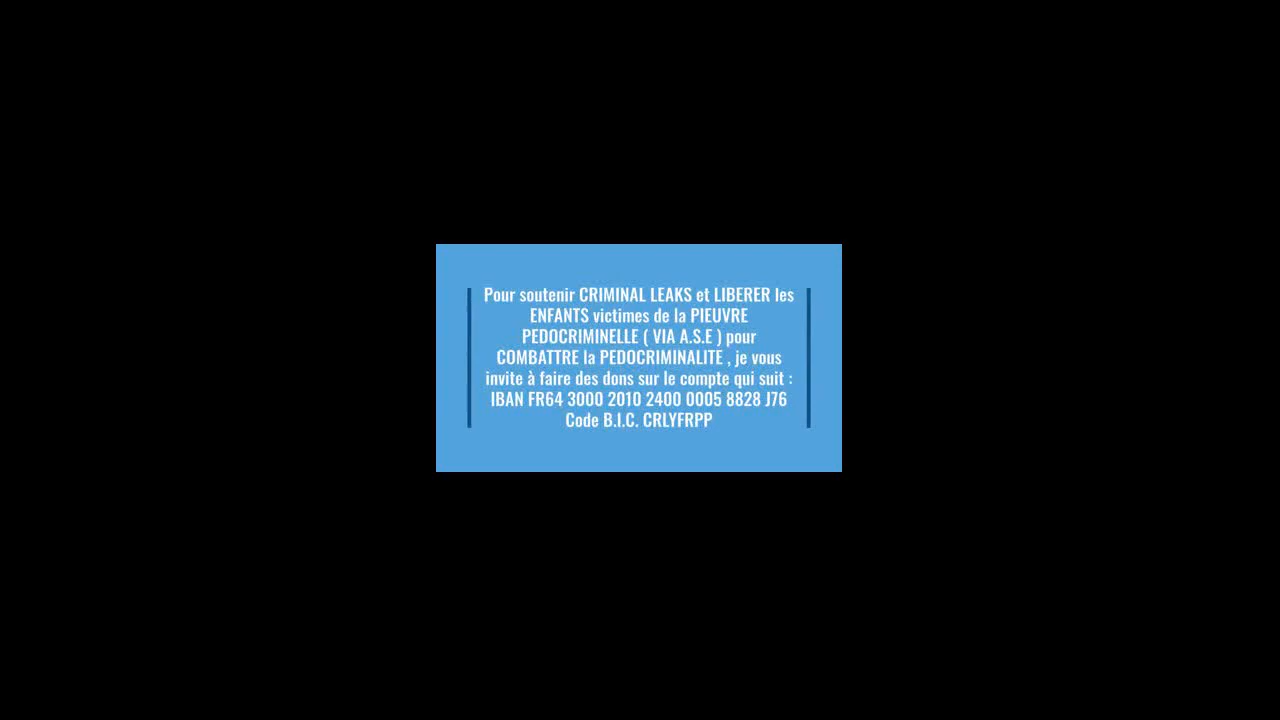 Pour soutenir CRIMINAL LEAKS et LIBERER les
ENFANTS victimes de la PIEUVRE
PEDOCRIMINELLE ( VIA A.S.E ) pour
COMBATTRE la PEDOCRIMINALITE , je vous
invite à faire des dons sur le compte qui suit :
IBAN FR64 3000 2010 2400 0005 8828 J76
Code B.I.C. CRLYFRPP